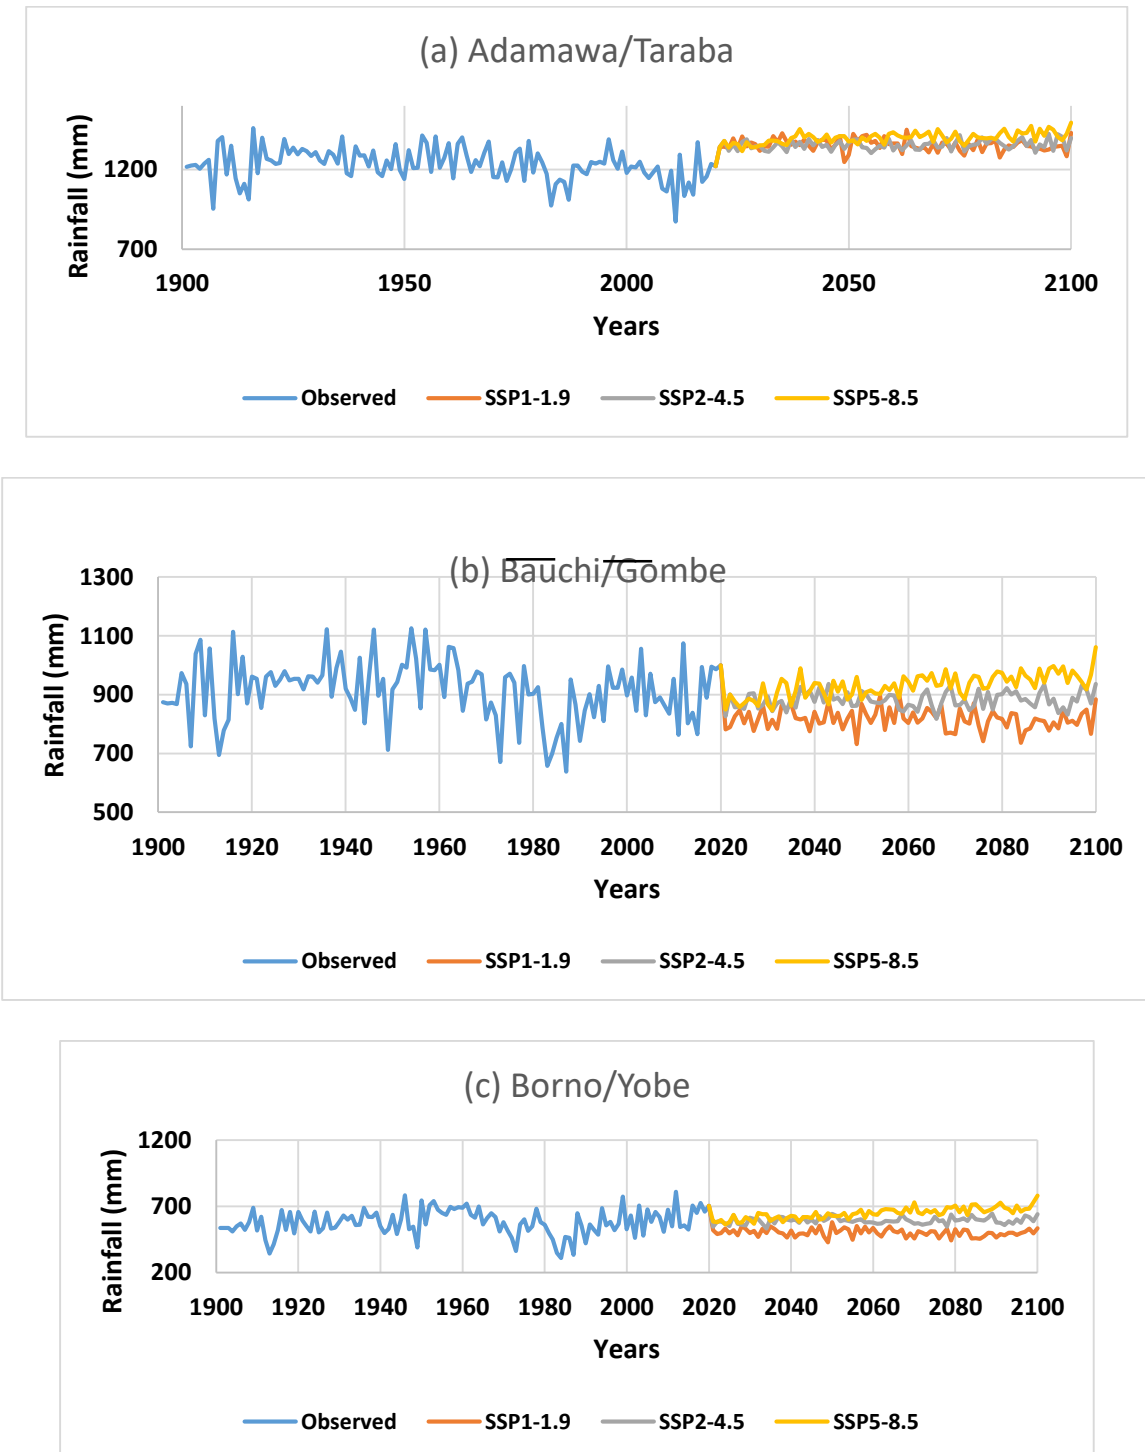 (a) Adamawa/Taraba
1200
700
Rainfall (mm)
1900 1950 2000 2050 2100
Years
Observed SSP1-1.9 SSP2-4.5 SSP5-8.5
(b) Bauchi/Gombe
1300
1100
900
700
500
Rainfall (mm)
1900 1920 1940 1960 1980 2000 2020 2040 2060 2080 2100
Years
Observed SSP1-1.9 SSP2-4.5 SSP5-8.5
(c) Borno/Yobe
1200
700
200
Rainfall (mm)
1900 1920 1940 1960 1980 2000 2020 2040 2060 2080 2100
Years
Observed SSP1-1.9 SSP2-4.5 SSP5-8.5